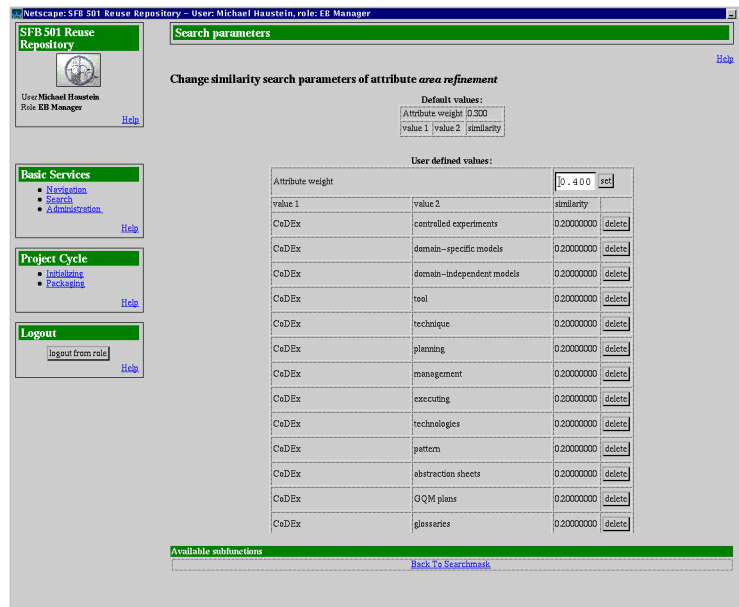 Netscape: SFB 501 Reuse Repository – User: Michael Haustein, role: EB Manager
SFB 501 Reuse
Repository
User Michael Haustein
Role EB Manager
Help
Basic Services
Navigation
Search
Administration
Help
Project Cycle
Initializing
Packaging
Help
Logout
logout from role
Help
Search parameters
Help
Change similarity search parameters of attribute area refinement
Default values:
Attribute weight 0.300
value 1 value 2 similarity
User defined values:
Attribute weight 0.400 set
value 1 value 2 similarity
CoDEx controlled experiments 0.20000000 delete
CoDEx domain–specific models 0.20000000 delete
CoDEx domain–independent models 0.20000000 delete
CoDEx tool 0.20000000 delete
CoDEx technique 0.20000000 delete
CoDEx planning 0.20000000 delete
CoDEx management 0.20000000 delete
CoDEx executing 0.20000000 delete
CoDEx technologies 0.20000000 delete
CoDEx pattern 0.20000000 delete
CoDEx abstraction sheets 0.20000000 delete
CoDEx GQM plans 0.20000000 delete
CoDEx glossaries 0.20000000 delete
Available subfunctions
Back To Searchmask